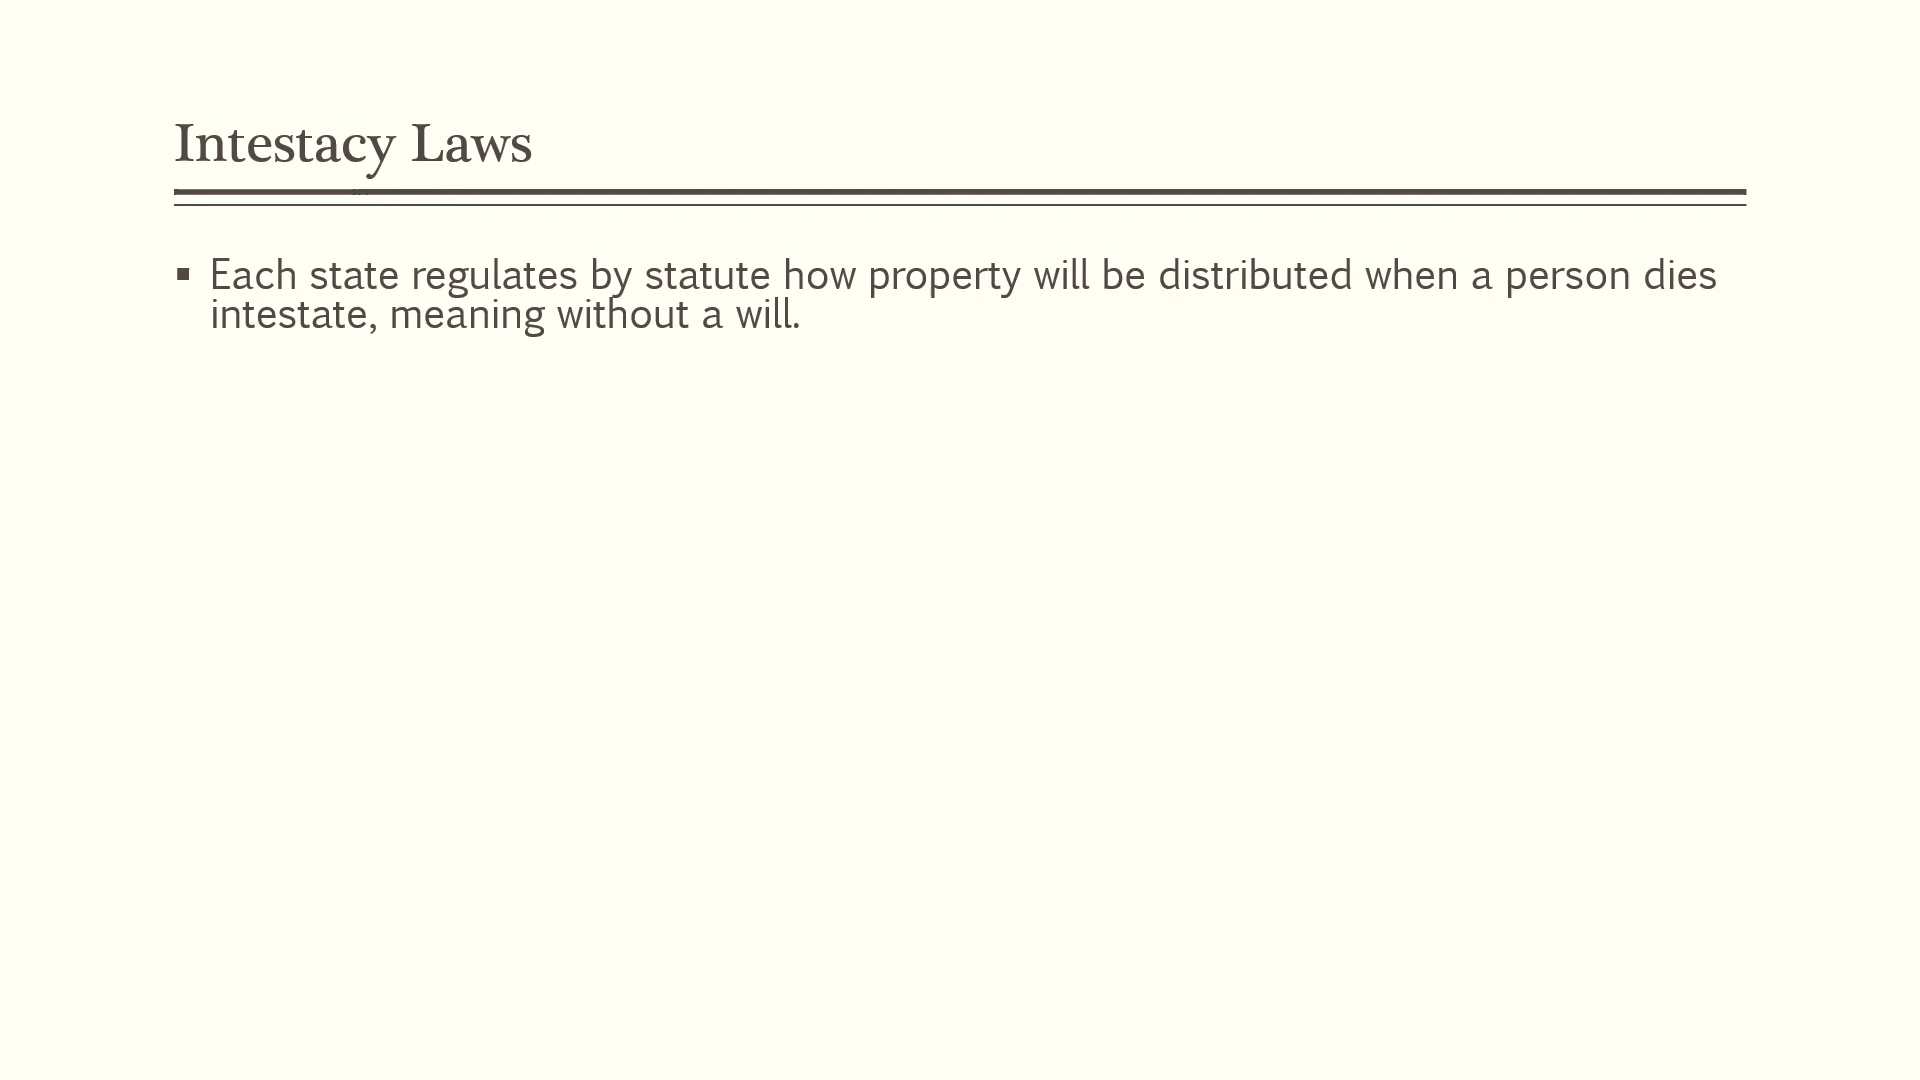 Intestacy Laws
▪ Each state regulates by statute how property will be distributed when a person dies
intestate, meaning without a will.